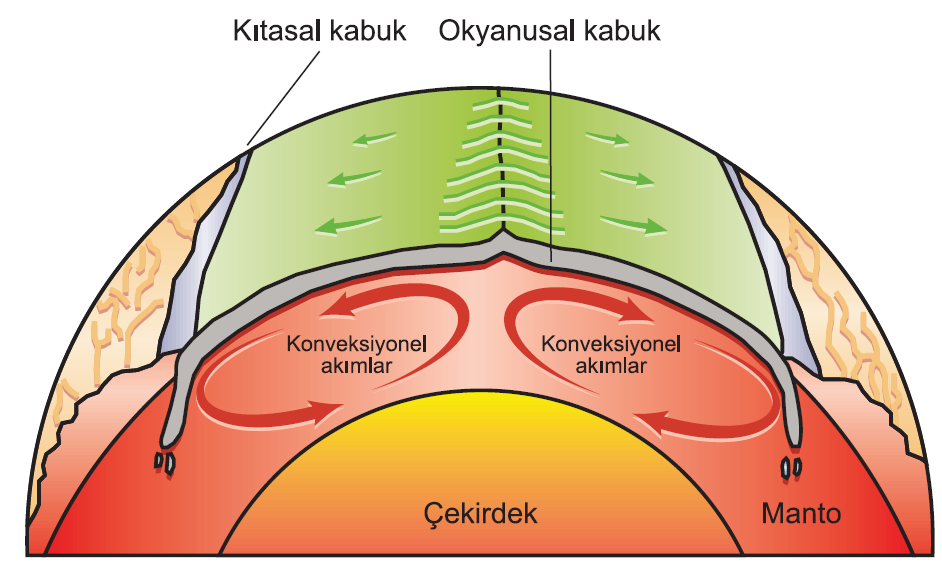 Kıtasal kabuk
Okyanusal kabuk
Konveksiyonel
akımlar
Konveksiyonel
akımlar
Çekirdek
Manto